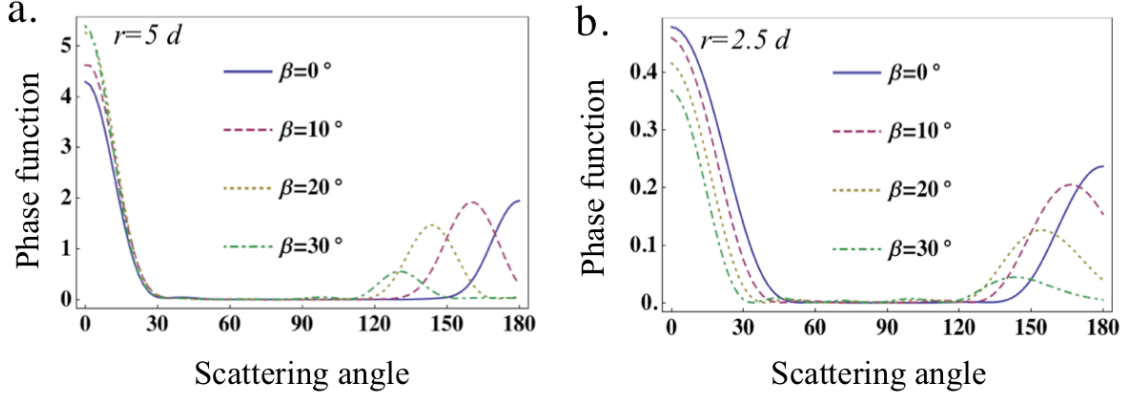 a.
r=5 d
β=0 °
β=10 °
β=20 °
β=30 °
5
4
3
2
1
0
Phase function
0 30 60 90 120 150 180
Scattering angle
b.
r=2.5 d
β=0 °
β=10 °
β=20 °
β=30 °
0.4
0.3
0.2
0.1
0.
Phase function
0 30 60 90 120 150 180
Scattering angle